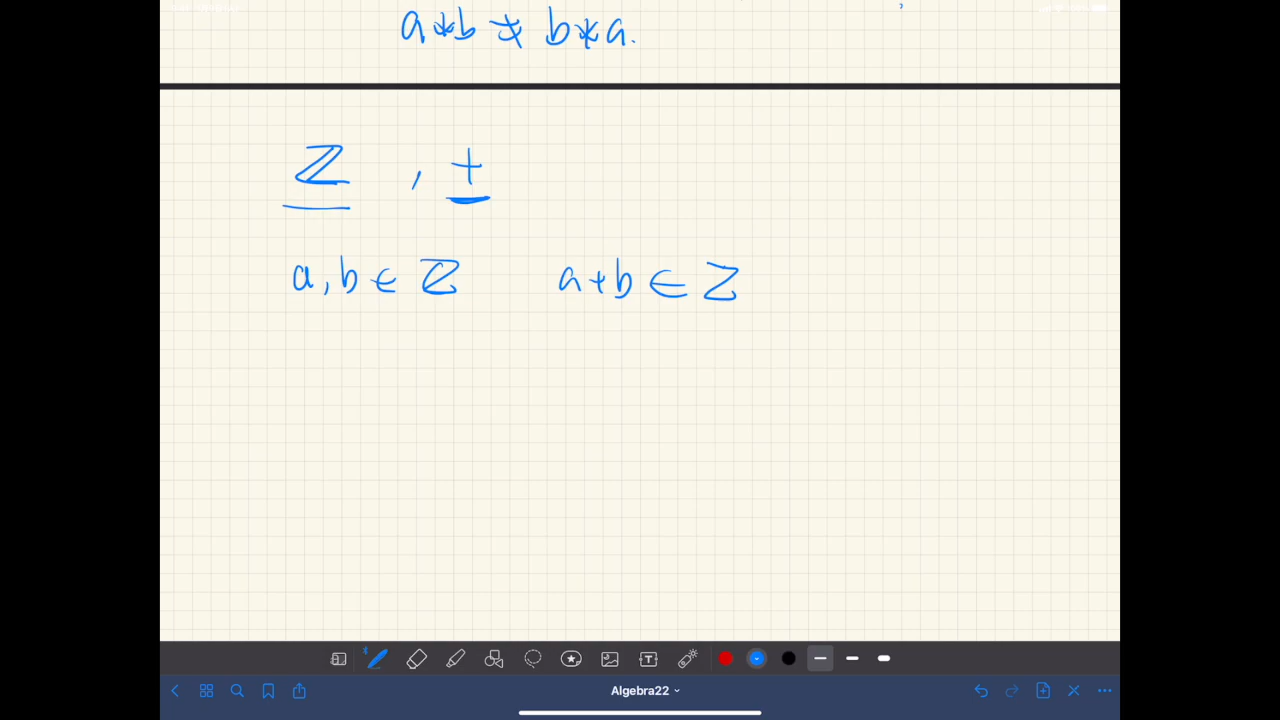 a*b ≠ b*a.
ℤ , +
a,b ∈ ℤ a+b ∈ ℤ
Algebra22